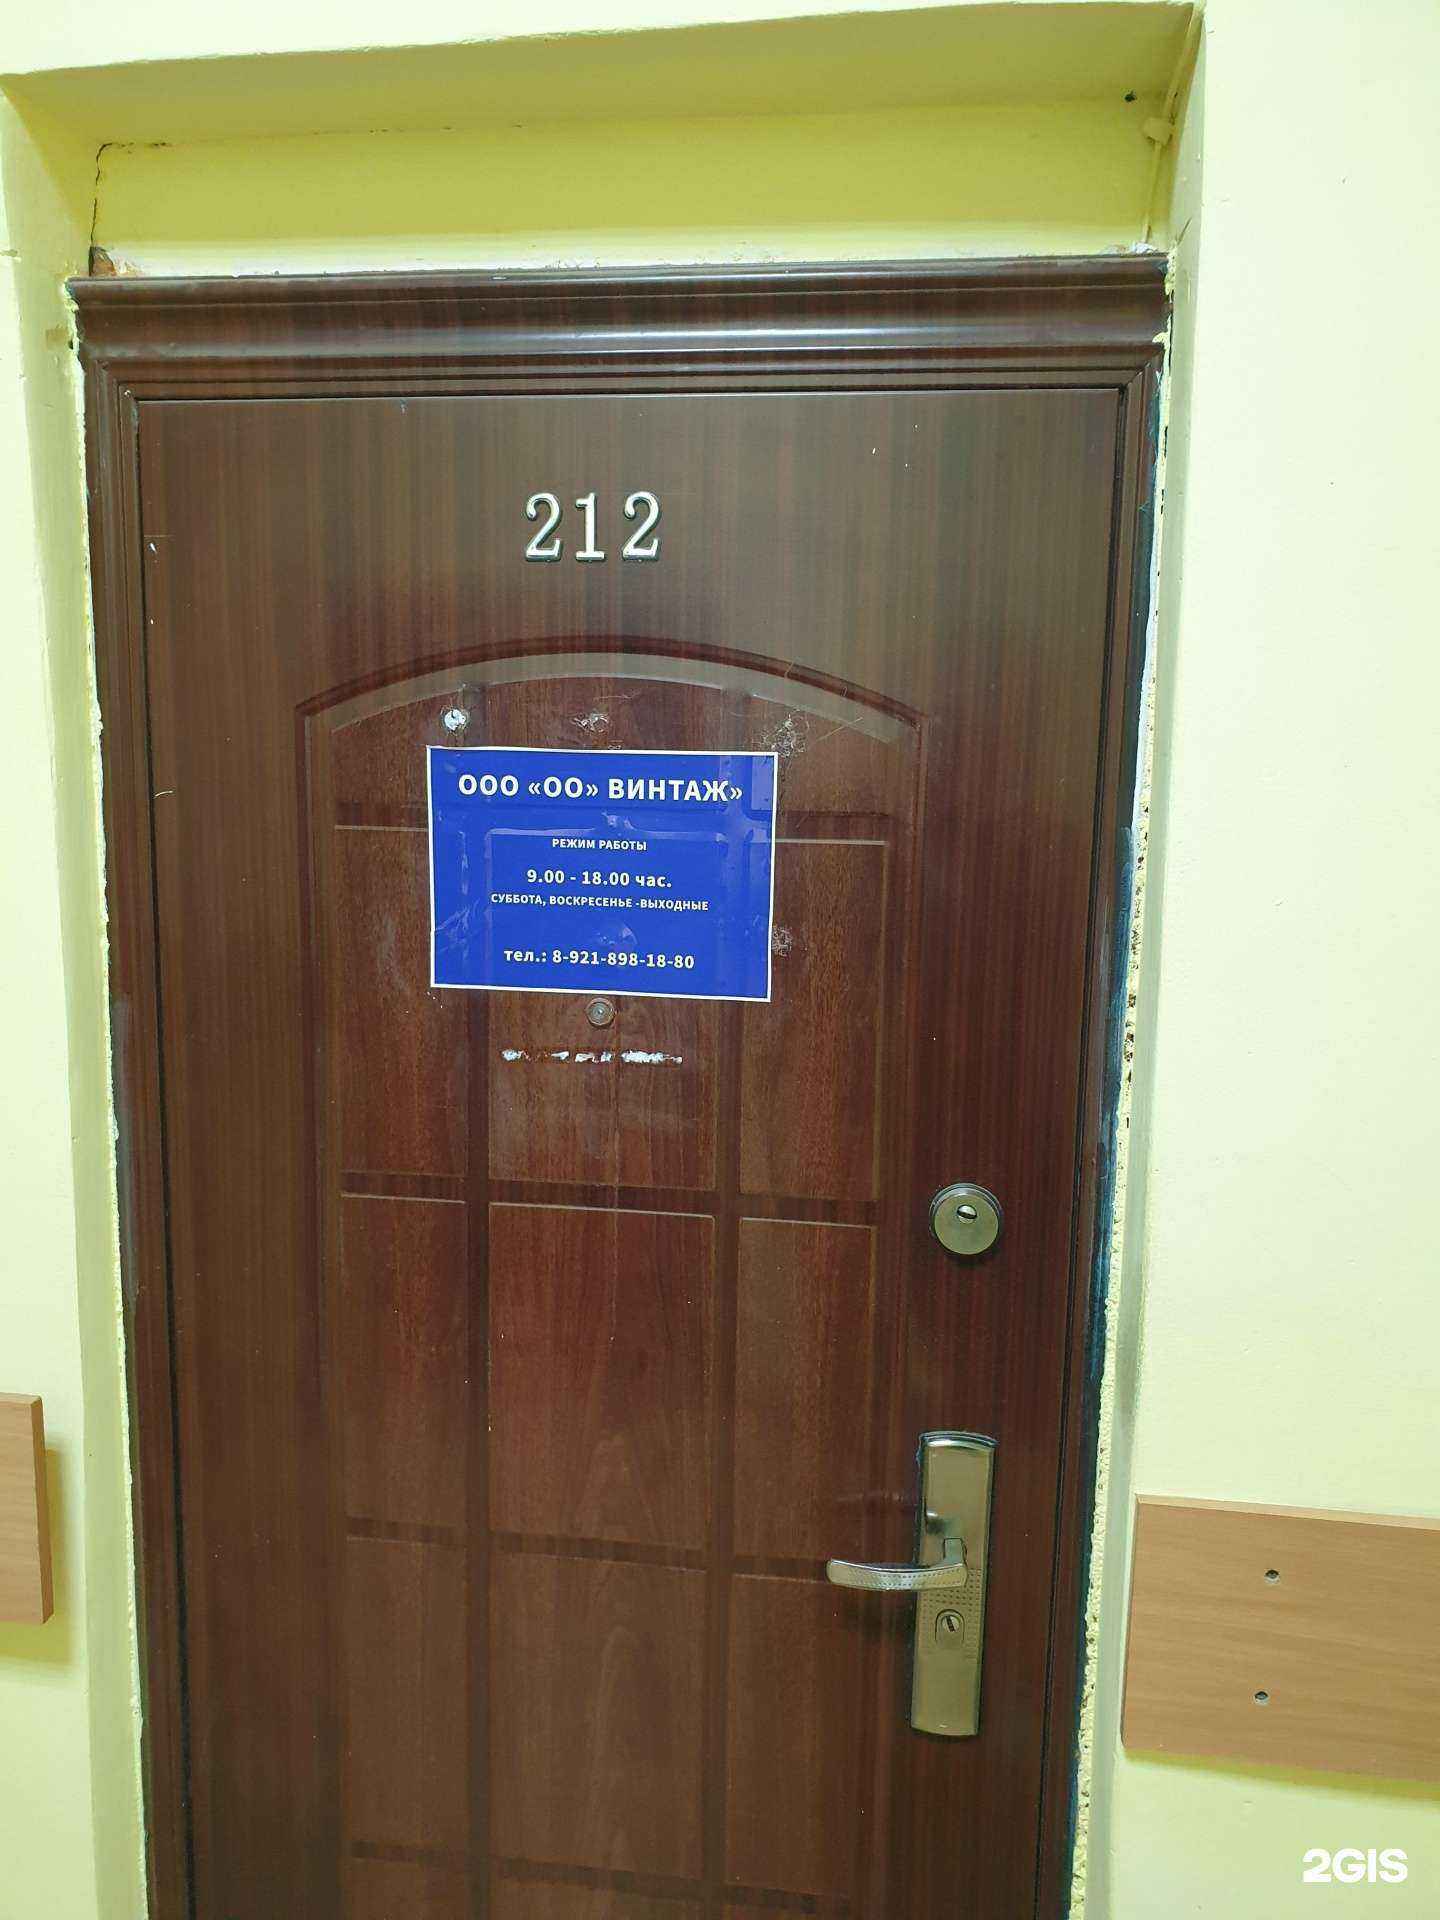 212
ООО «ОО» ВИНТАЖ»
РЕЖИМ РАБОТЫ
9.00 - 18.00 час.
СУББОТА, ВОСКРЕСЕНЬЕ -ВЫХОДНЫЕ
тел.: 8-921-898-18-80
2GIS